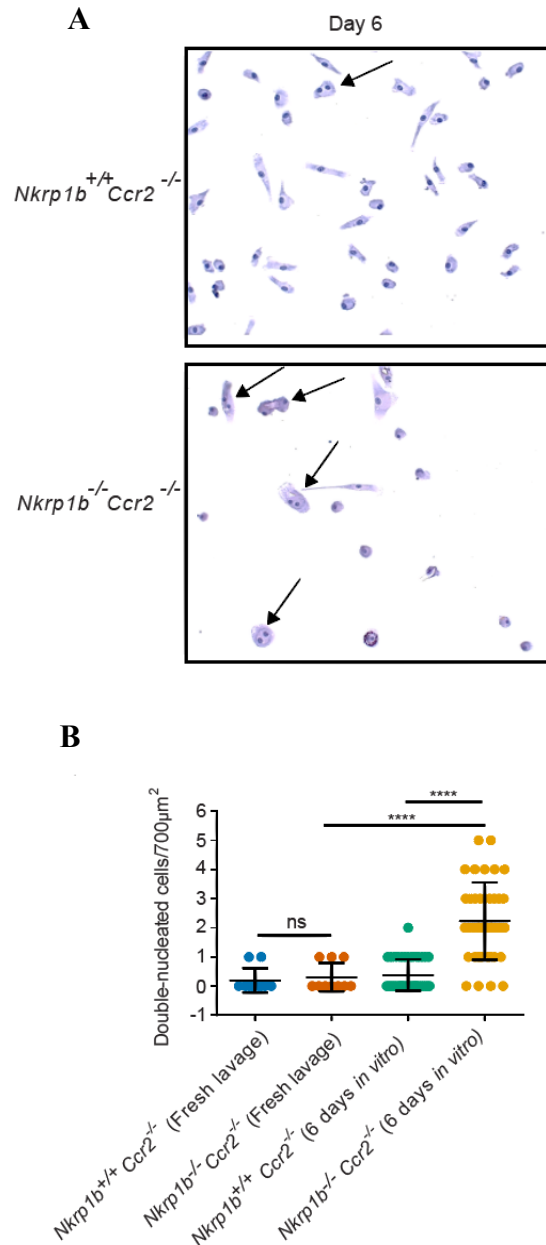 A
Day 6
Nkrp1b+/+Ccr2 -/-
Nkrp1b-/-Ccr2 -/-
B
****
****
ns
Double-nucleated cells/700µm2
6
5
4
3
2
1
0
-1
Nkrp1b+/+ Ccr2-/- (Fresh lavage)
Nkrp1b-/- Ccr2-/- (Fresh lavage)
Nkrp1b+/+ Ccr2-/- (6 days in vitro)
Nkrp1b-/- Ccr2-/- (6 days in vitro)